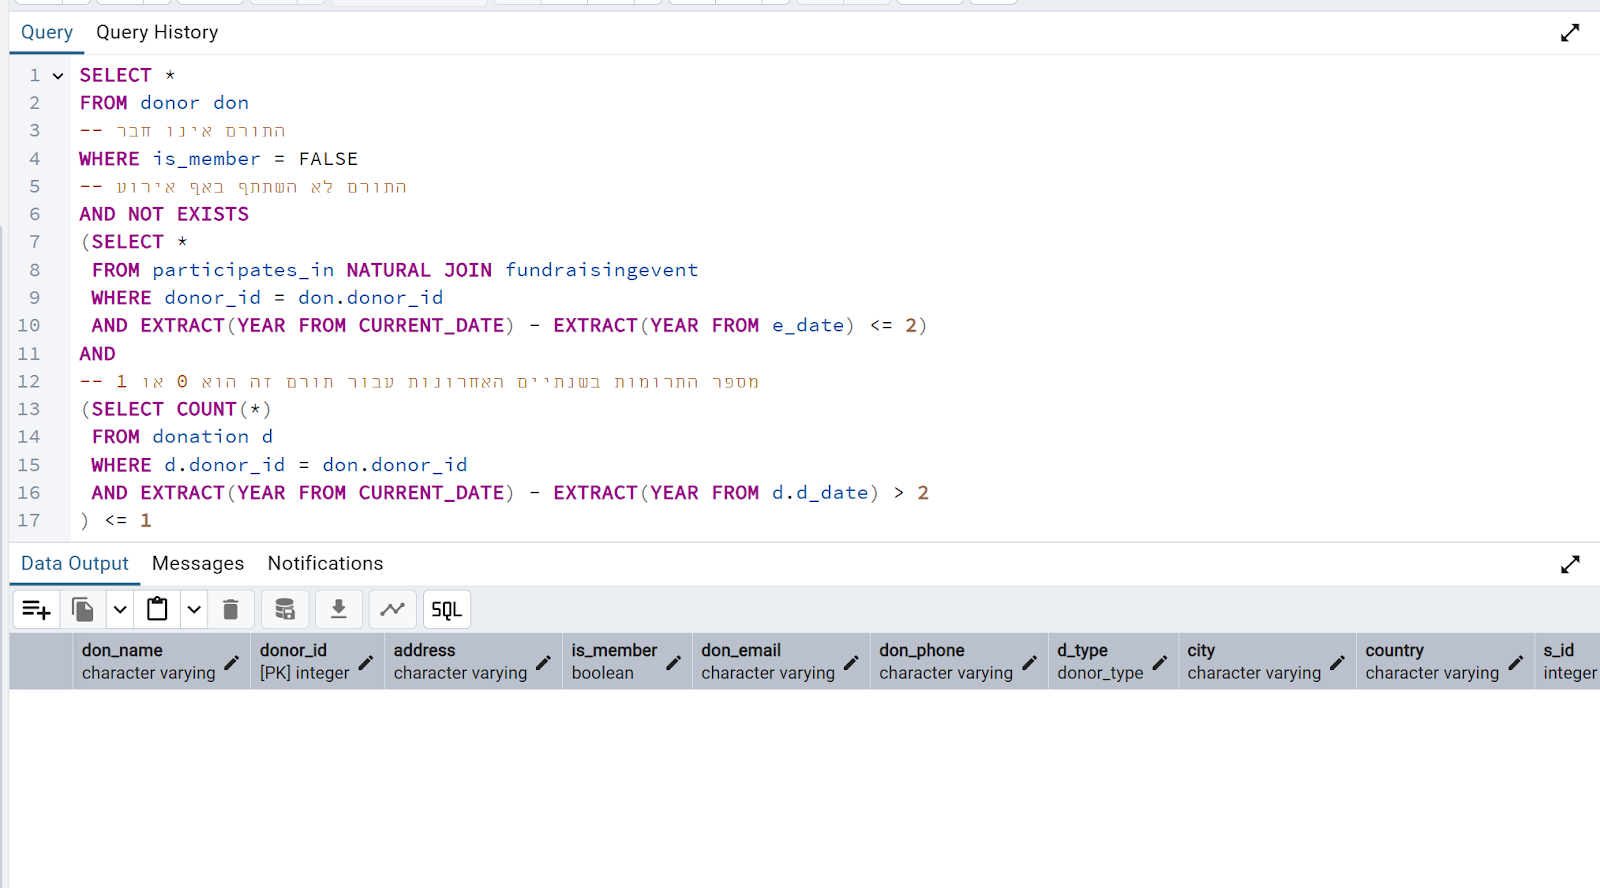 Query Query History
1 SELECT *
2 FROM donor don
3 -- התורם אינו חבר
4 WHERE is_member = FALSE
5 -- התורם לא השתתף באף אירוע
6 AND NOT EXISTS
7 (SELECT *
8 FROM participates_in NATURAL JOIN fundraisingevent
9 WHERE donor_id = don.donor_id
10 AND EXTRACT(YEAR FROM CURRENT_DATE) - EXTRACT(YEAR FROM e_date) <= 2)
11 AND
12 -- מספר התרומות בשנתיים האחרונות עבור תורם זה הוא 0 או 1
13 (SELECT COUNT(*)
14 FROM donation d
15 WHERE d.donor_id = don.donor_id
16 AND EXTRACT(YEAR FROM CURRENT_DATE) - EXTRACT(YEAR FROM d.d_date) > 2
17 ) <= 1
Data Output Messages Notifications
SQL
don_name donor_id address is_member don_email don_phone d_type city country s_id
character varying [PK] integer character varying boolean character varying character varying donor_type character varying character varying integer